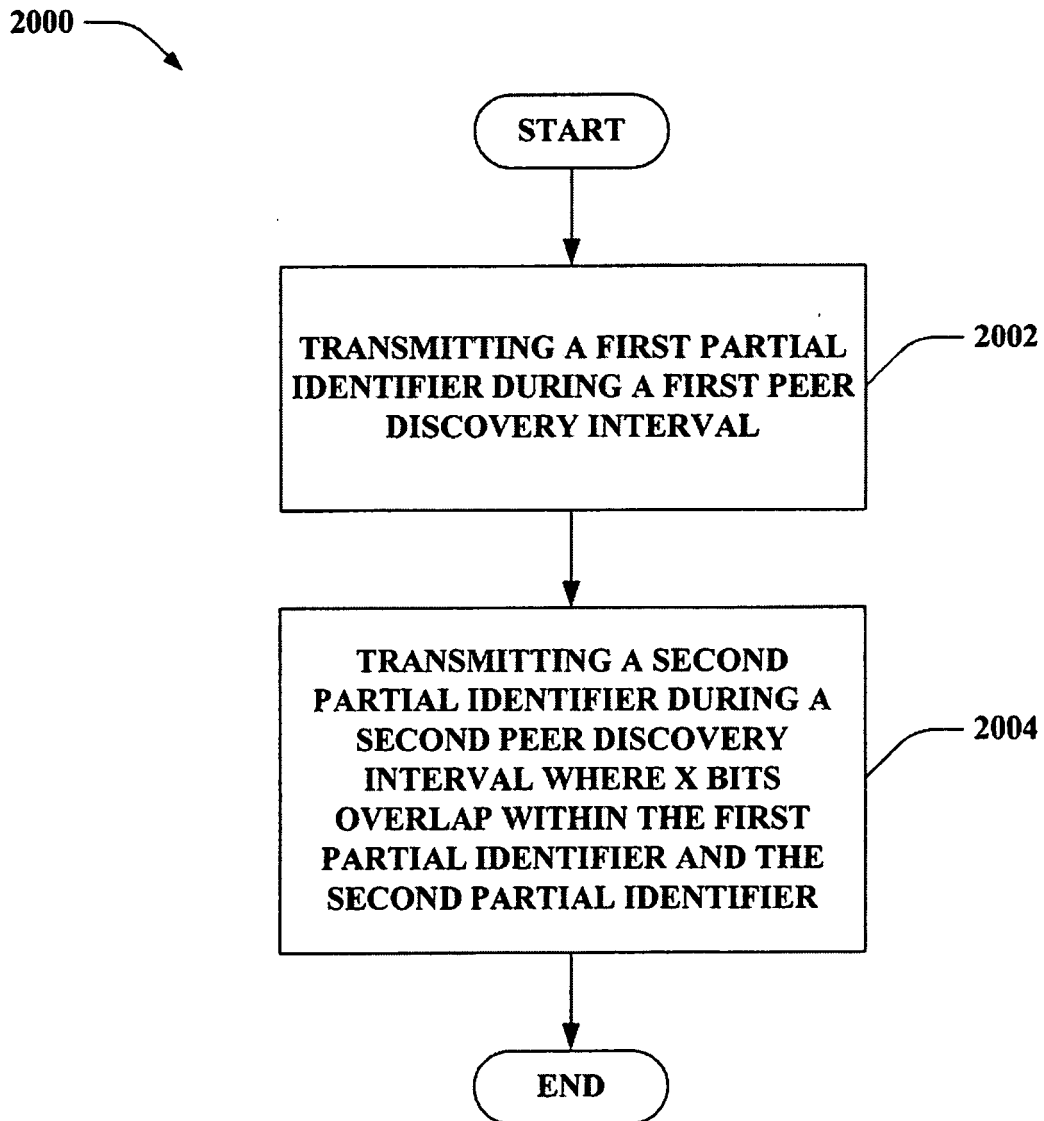 2000
START
TRANSMITTING A FIRST PARTIAL
IDENTIFIER DURING A FIRST PEER
DISCOVERY INTERVAL
2002
TRANSMITTING A SECOND
PARTIAL IDENTIFIER DURING A
SECOND PEER DISCOVERY
INTERVAL WHERE X BITS
OVERLAP WITHIN THE FIRST
PARTIAL IDENTIFIER AND THE
SECOND PARTIAL IDENTIFIER
2004
END